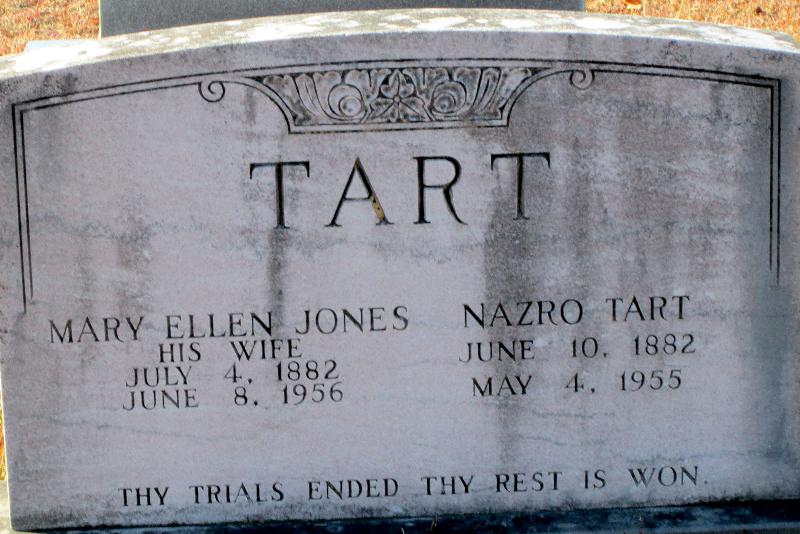 TART
MARY ELLEN JONES
HIS WIFE
JULY 4, 1882
JUNE 8, 1956
NAZRO TART
JUNE 10, 1882
MAY 4, 1955
THY TRIALS ENDED THY REST IS WON.